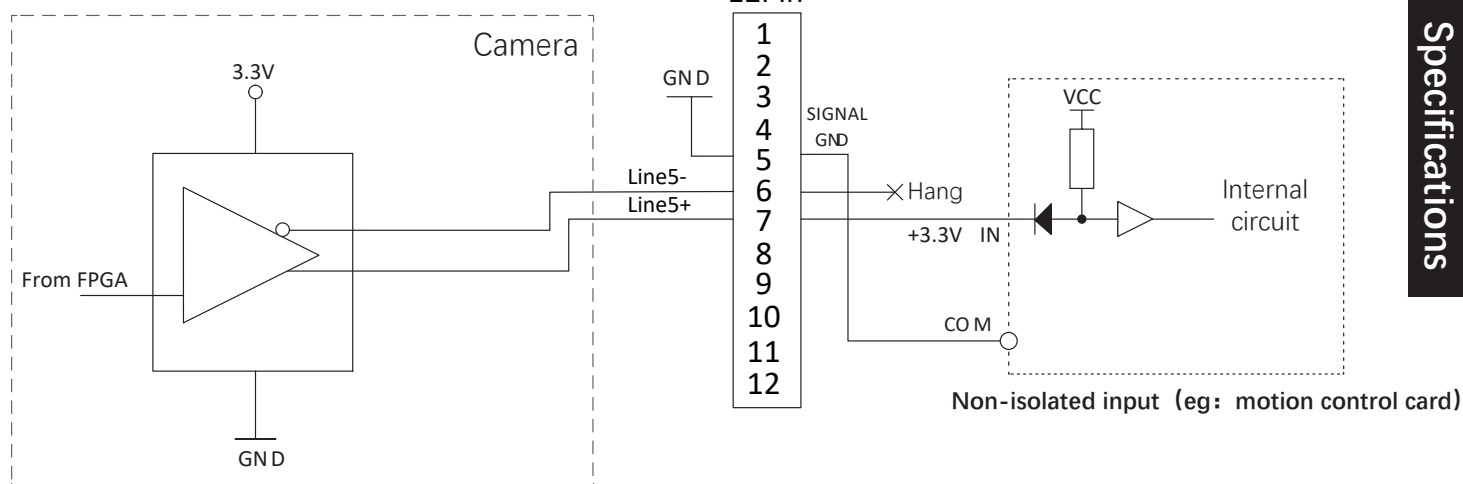 Camera
3.3V
From FPGA
GND
Line5-
Line5+
GND
1
2
3
4
5
6
7
8
9
10
11
12
SIGNAL
GND
Hang
+3.3V IN
COM
VCC
Internal
circuit
Non-isolated input (eg: motion control card)
Specifications